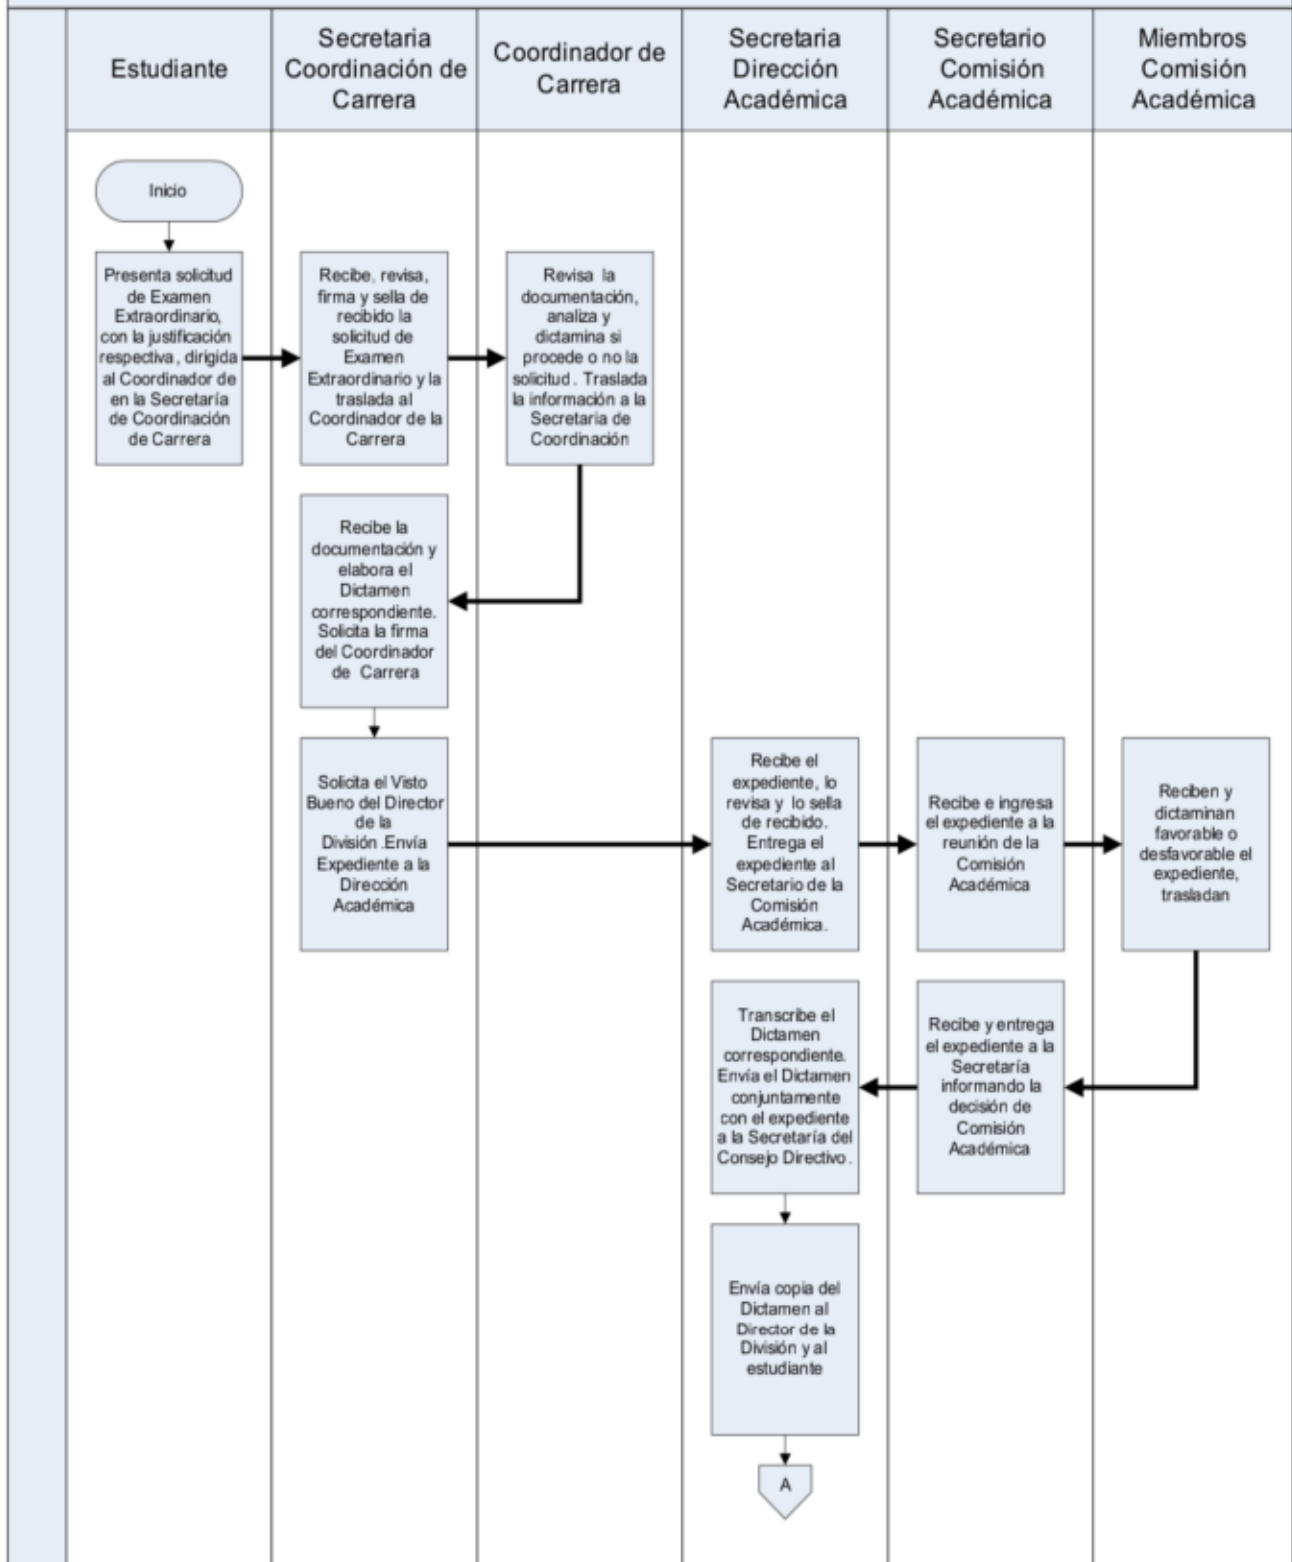 Estudiante
Secretaria
Coordinación de
Carrera
Coordinador de
Carrera
Secretaria
Dirección
Académica
Secretario
Comisión
Académica
Miembros
Comisión
Académica
Inicio
Presenta solicitud
de Examen
Extraordinario,
con la justificación
respectiva, dirigida
al Coordinador de
en la Secretaría
de Coordinación
de Carrera
Recibe, revisa,
firma y sella de
recibido la
solicitud de
Examen
Extraordinario y la
traslada al
Coordinador de la
Carrera
Revisa la
documentación,
analiza y
dictamina si
procede o no la
solicitud. Traslada
la información a la
Secretaria de
Coordinación
Recibe la
documentación y
elabora el
Dictamen
correspondiente.
Solicita la firma
del Coordinador
de Carrera
Solicita el Visto
Bueno del Director
de la
División .Envía
Expediente a la
Dirección
Académica
Recibe el
expediente, lo
revisa y lo sella
de recibido.
Entrega el
expediente al
Secretario de la
Comisión
Académica.
Recibe e ingresa
el expediente a la
reunión de la
Comisión
Académica
Reciben y
dictaminan
favorable o
desfavorable el
expediente,
trasladan
Recibe y entrega
el expediente a la
Secretaría
informando la
decisión de
Comisión
Académica
Transcribe el
Dictamen
correspondiente.
Envía el Dictamen
conjuntamente
con el expediente
a la Secretaría del
Consejo Directivo.
Envía copia del
Dictamen al
Director de la
División y al
estudiante
A